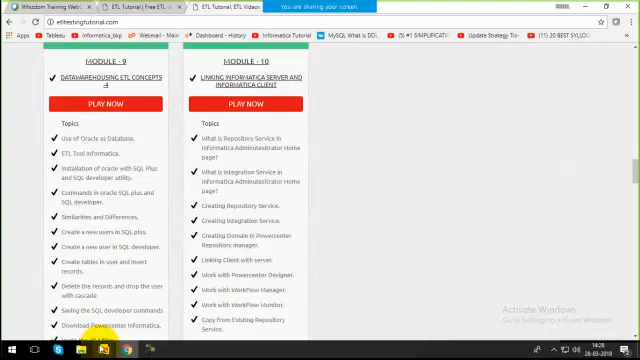 Whizdom Training Web
ETL Tutorial | Free ETL
ETL Tutorial, ETL Videos
You are sharing your screen.
etltestingtutorial.com
Apps
Tableau
Informatica_tutorial
Webmail - Main
Dashboard - History
Informatica Tutorial
MySQL What is DDL
(5) #1 SIMPLIFICATI
Update Strategy Tra
(11) 20 BEST SYLLOG
MODULE - 9
DATAWAREHOUSING ETL CONCEPTS
-4
PLAY NOW
Topics
Use of Oracle as Database.
ETL Tool Informatica.
Installation of oracle with SQL Plus
and SQL developer utility.
Commands in oracle SQL plus and
SQL developer.
Similarities and Differences.
Create a new users in SQL plus.
Create a new user in SQL developer.
Create tables in user and insert
records.
Delete the records and drop the user
with cascade
Saving the SQL developer commands
Download Powercenter Informatica.
MODULE - 10
LINKING INFORMATICA SERVER AND
INFORMATICA CLIENT
PLAY NOW
Topics
What is Repository Service in
Informatica Adminutesitrator Home
page?
What is Integration Service in
Informatica Adminutesitrator Home
page?
Creating Repository Service.
Creating Integration Service.
Creating Domain in Powercenter
Repository manager.
Linking Client with server.
Work with Powercenter Designer.
Work with WorkFlow Manager.
Work with WorkFlow Monitor.
Copy from Existing Repository
Service.
Activate Windows
Go to Settings to activate Windows.
14:28
28-03-2018